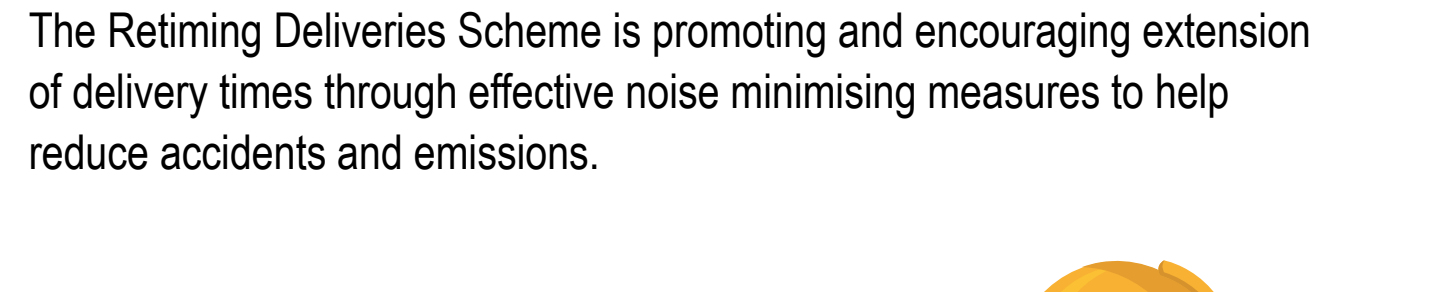 The Retiming Deliveries Scheme is promoting and encouraging extension
of delivery times through effective noise minimising measures to help
reduce accidents and emissions.